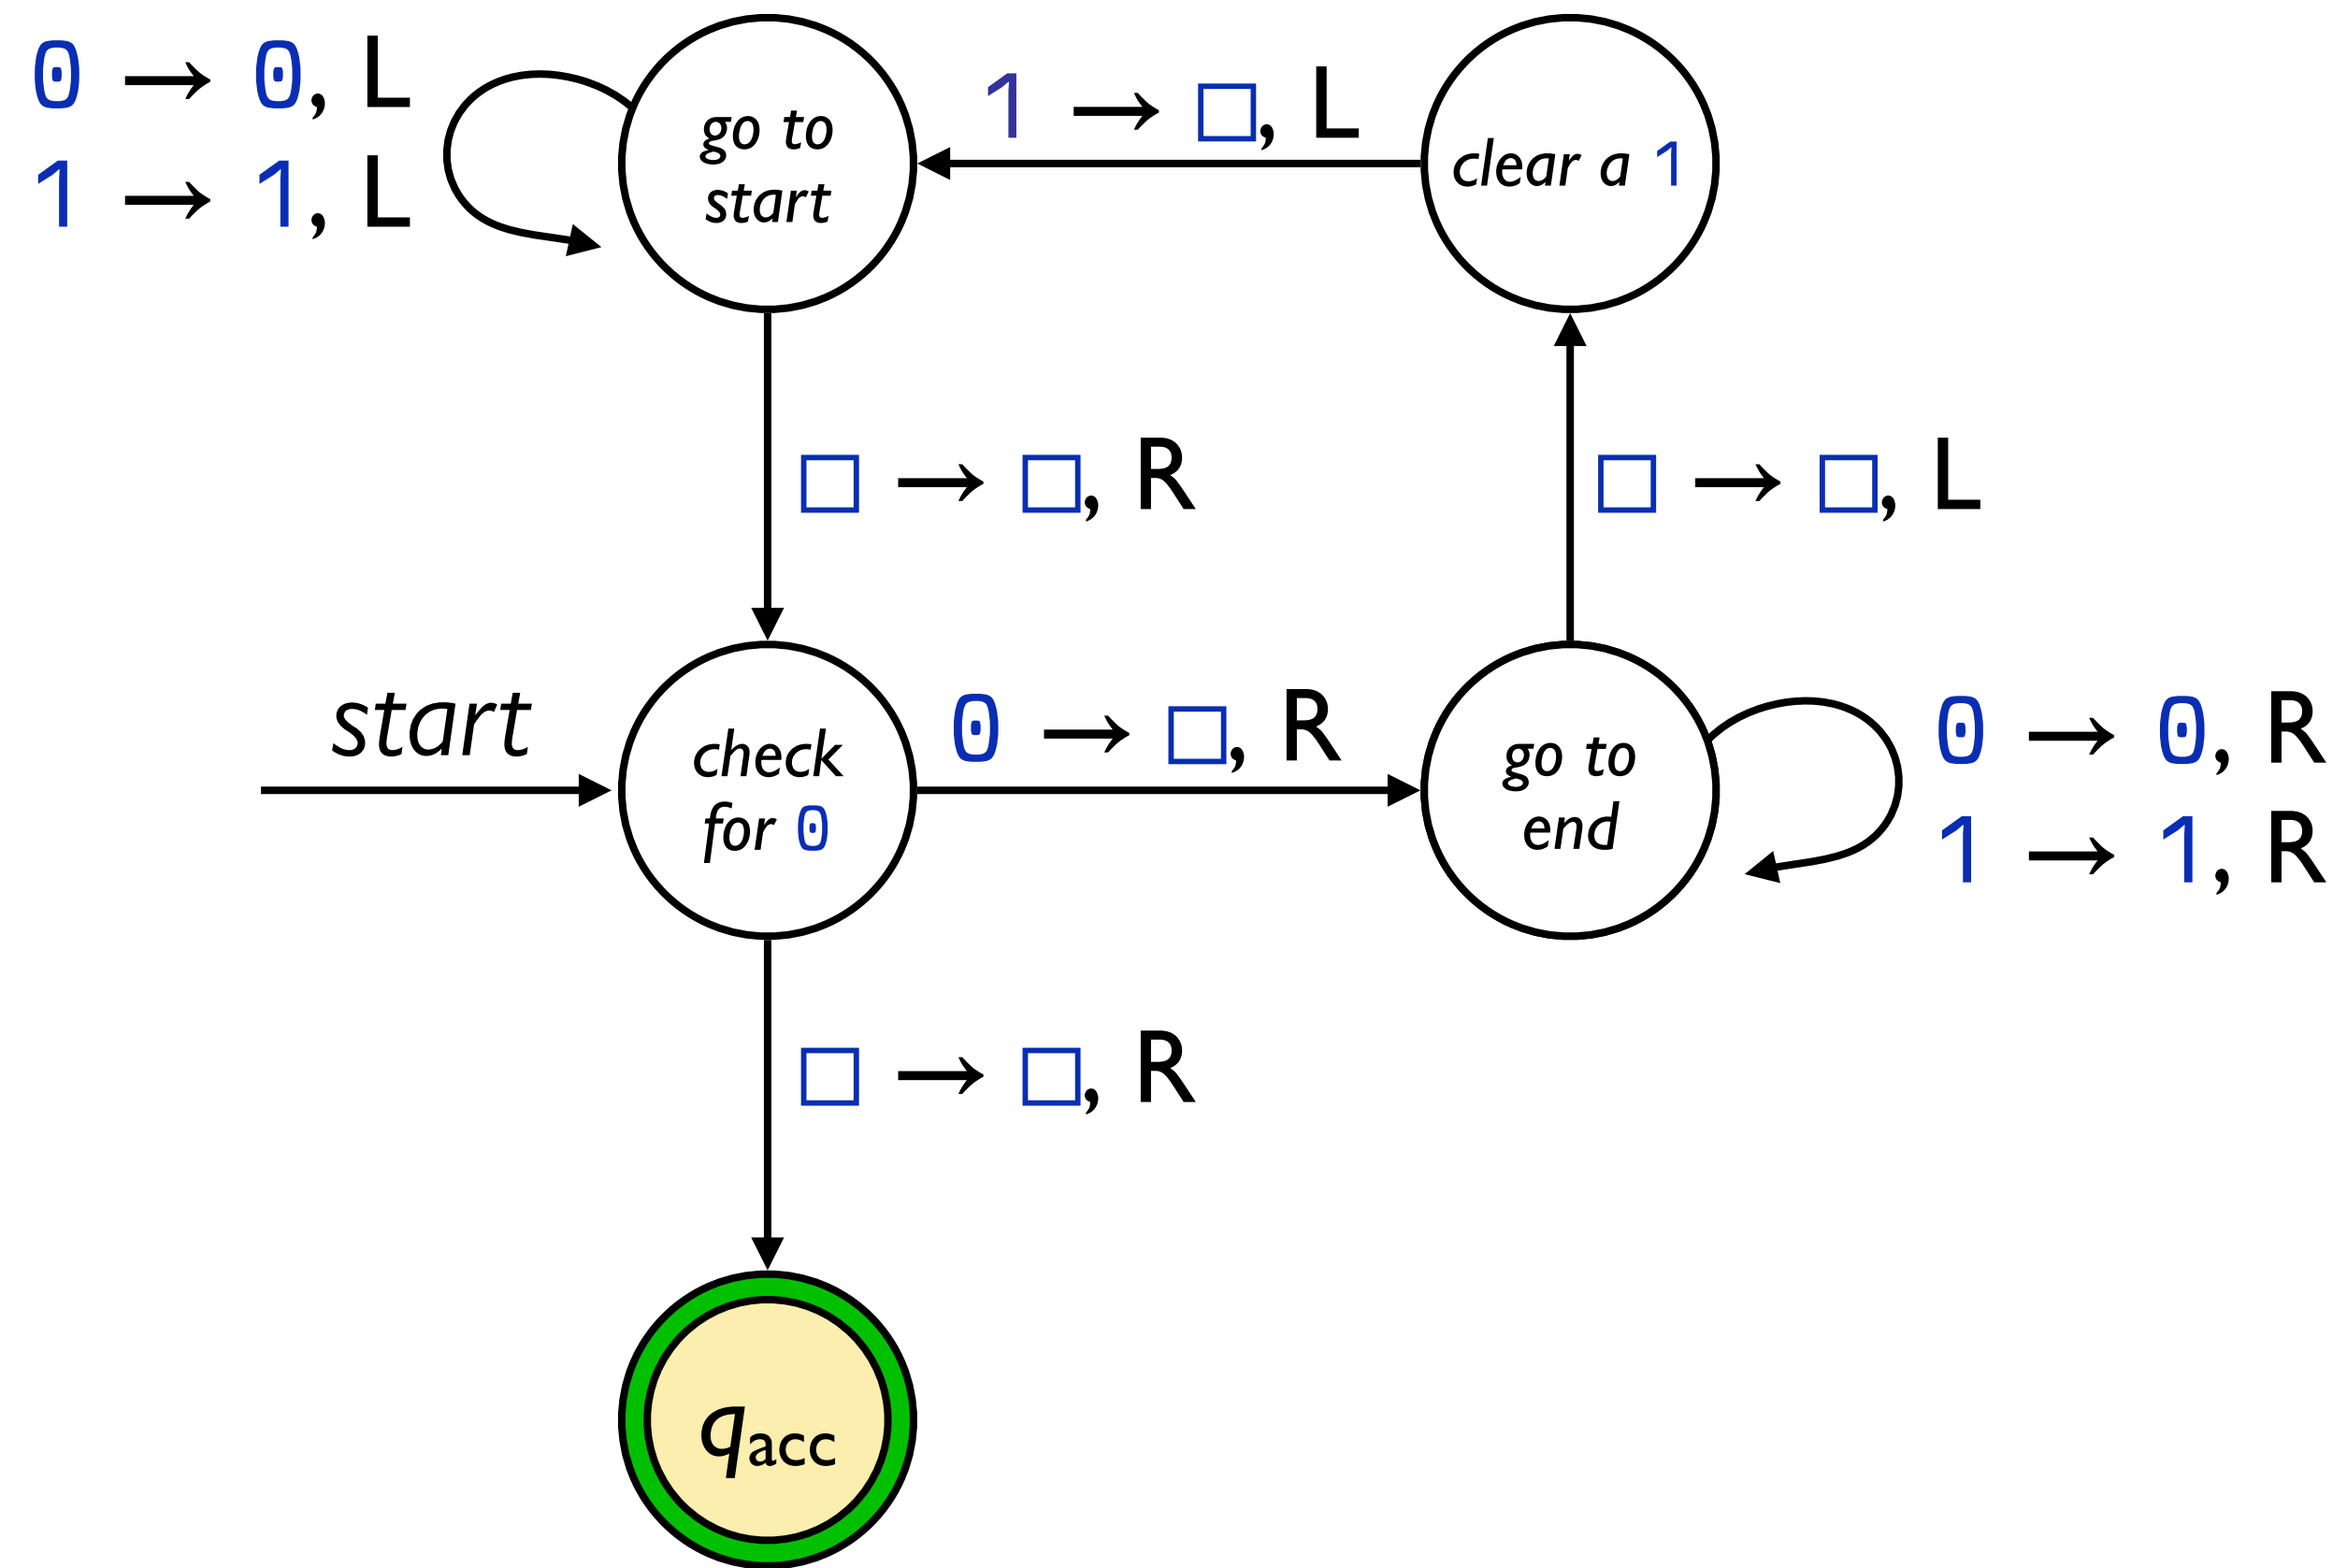 0 → 0, L
1 → 1, L
go to
start
1 → □, L
clear a 1
□ → □, R
□ → □, L
start
check
for 0
0 → □, R
go to
end
0 → 0, R
1 → 1, R
□ → □, R
qacc